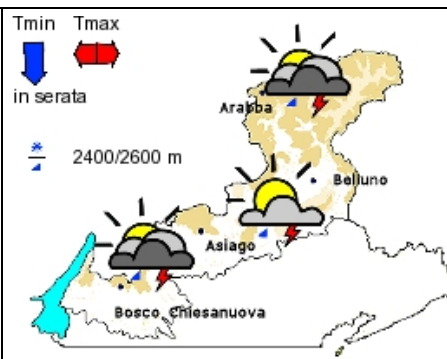 Tmin Tmax
in serata
2400/2600 m
Arabba
Belluno
Asiago
Bosco Chiesanuova